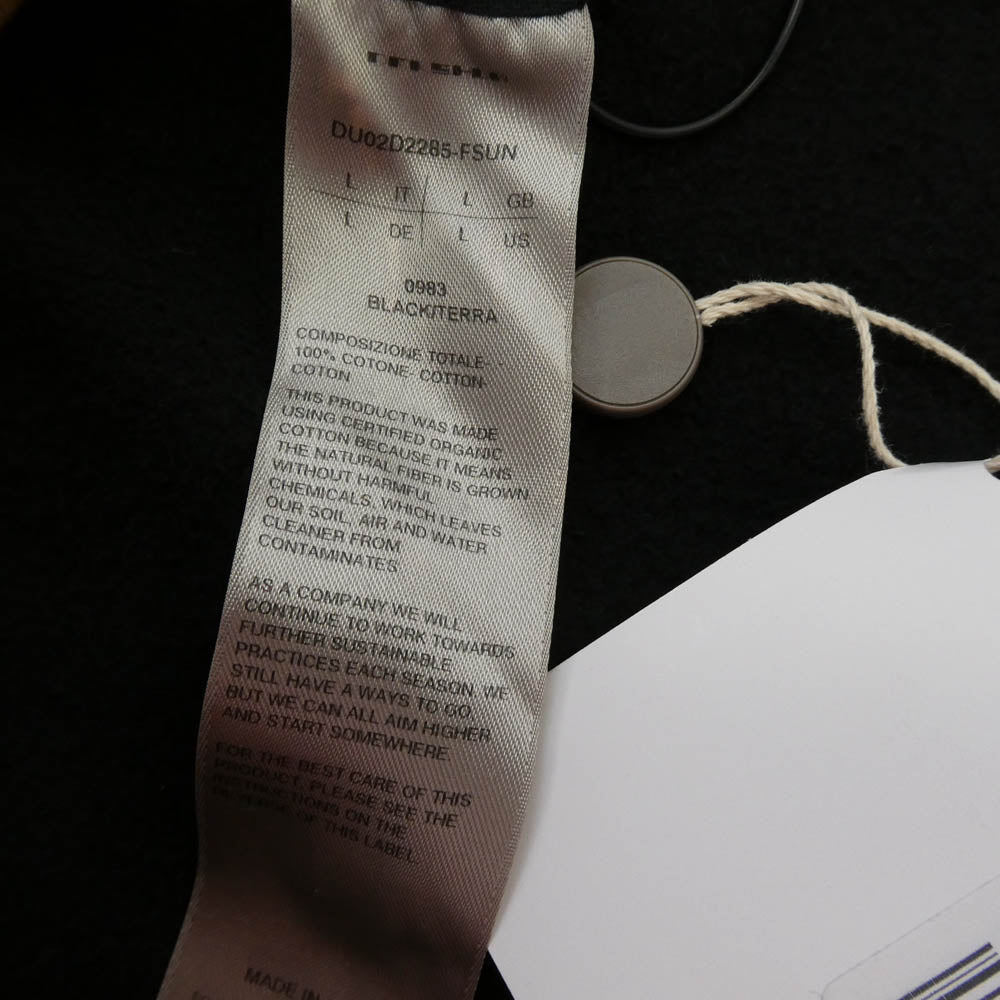 DU02D2285-FSUN
L IT L GB
L DE L US
0983
BLACK/TERRA
COMPOSIZIONE TOTALE- -
100% COTONE- COTTON-
COTON
THIS PRODUCT WAS MADE
USING CERTIFIED ORGANIC
COTTON BECAUSE IT MEANS
THE NATURAL FIBER IS GROWN
WITHOUT HARMFUL
CHEMICALS, WHICH LEAVES
OUR SOIL, AIR AND WATER
CLEANER FROM
CONTAMINATES
AS A COMPANY WE WILL
CONTINUE TO WORK TOWARDS
FURTHER SUSTAINABLE
PRACTICES EACH SEASON. WE
STILL HAVE A WAYS TO GO,
BUT WE CAN ALL AIM HIGHER
AND START SOMEWHERE.
FOR THE BEST CARE OF THIS
PRODUCT, PLEASE SEE THE
INSTRUCTIONS ON THE
REVERSE OF THIS LABEL.
MADE IN